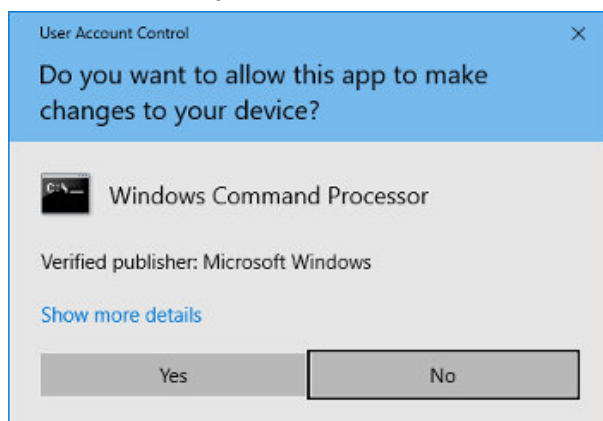 User Account Control
Do you want to allow this app to make
changes to your device?
C:\_
Windows Command Processor
Verified publisher: Microsoft Windows
Show more details
Yes
No